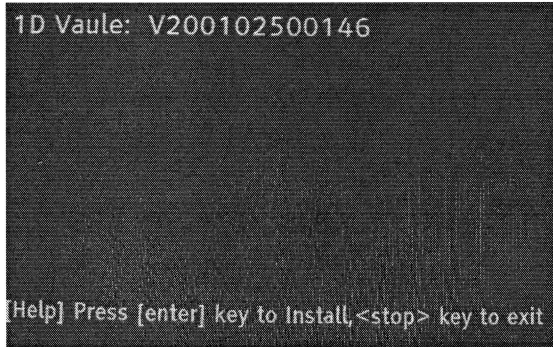 1D Vaule: V200102500146
[Help] Press [enter] key to Install,<stop> key to exit